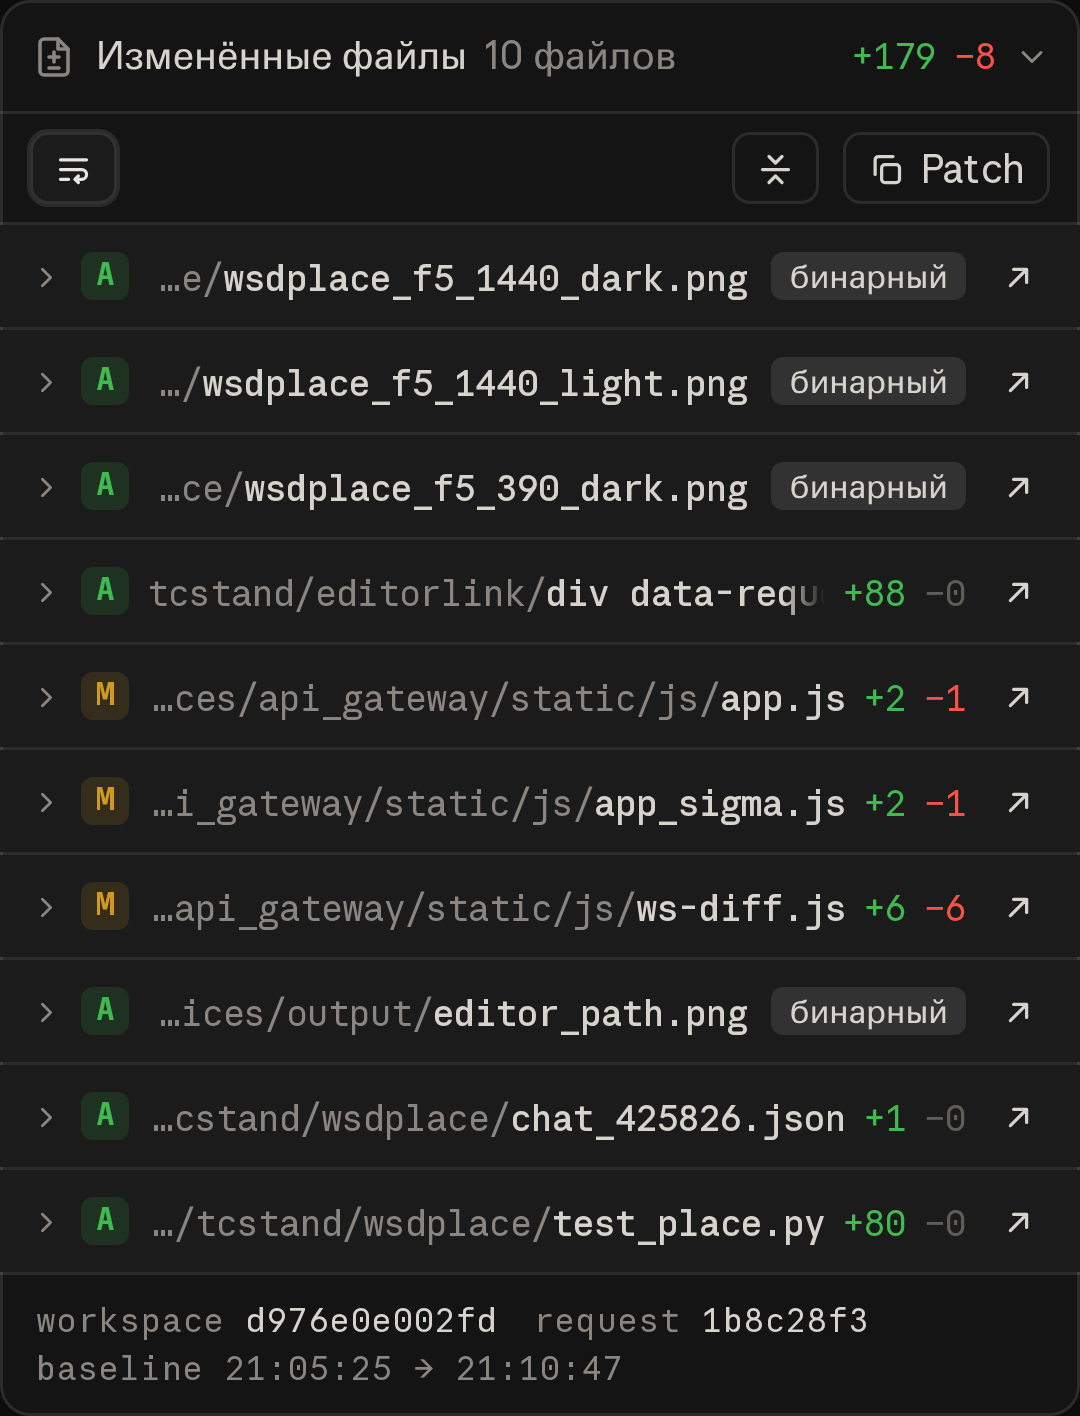 Изменённые файлы 10 файлов +179 −8
Patch
A …e/wsdplace_f5_1440_dark.png бинарный
A …/wsdplace_f5_1440_light.png бинарный
A …ce/wsdplace_f5_390_dark.png бинарный
A tcstand/editorlink/div data-requ +88 −0
M …ces/api_gateway/static/js/app.js +2 −1
M …i_gateway/static/js/app_sigma.js +2 −1
M …api_gateway/static/js/ws-diff.js +6 −6
A …ices/output/editor_path.png бинарный
A …cstand/wsdplace/chat_425826.json +1 −0
A …/tcstand/wsdplace/test_place.py +80 −0
workspace d976e0e002fd request 1b8c28f3
baseline 21:05:25 → 21:10:47